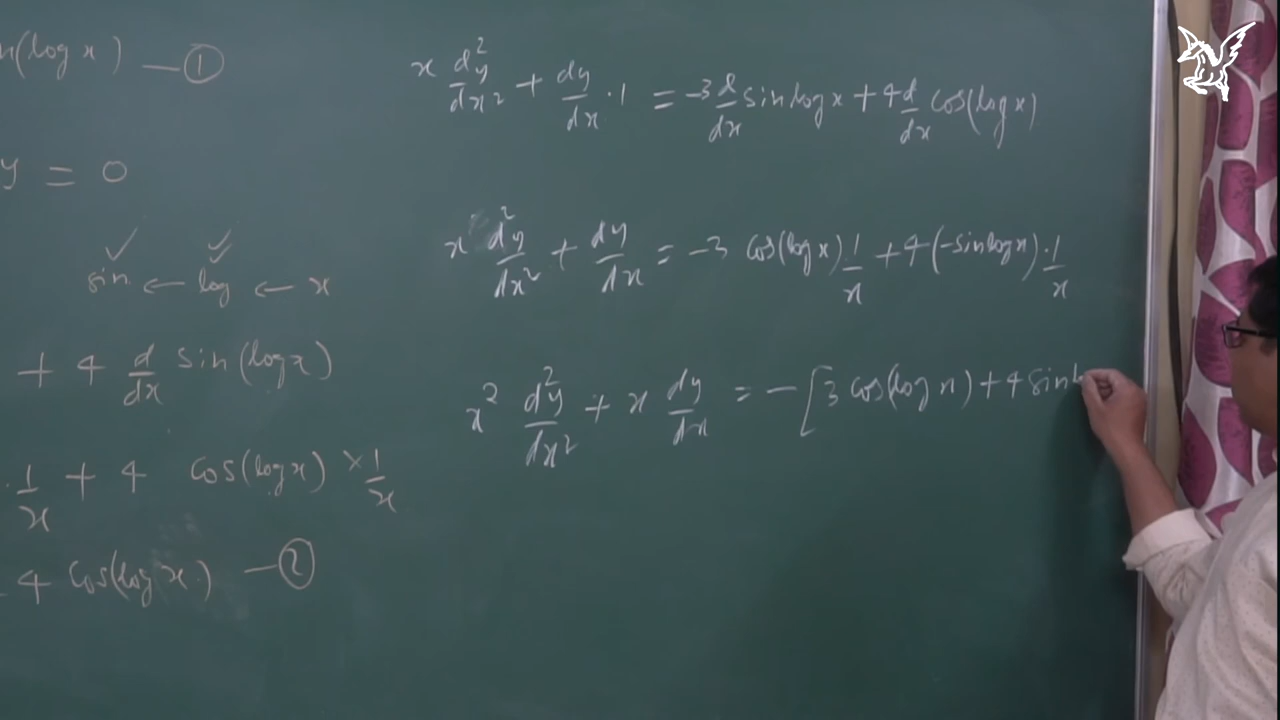 n(log x) — ①
y = 0
✓ ✓
sin ← log ← x
+ 4 d/dx sin(log x)
. 1/x + 4 cos(log x) × 1/x
4 cos(log x) — ②
x d²y/dx² + dy/dx · 1 = -3 d/dx sin log x + 4 d/dx cos(log x)
x d²y/dx² + dy/dx = -3 cos(log x) 1/x + 4(-sin log x) · 1/x
x² d²y/dx² + x dy/dx = -[3 cos(log x) + 4 sin